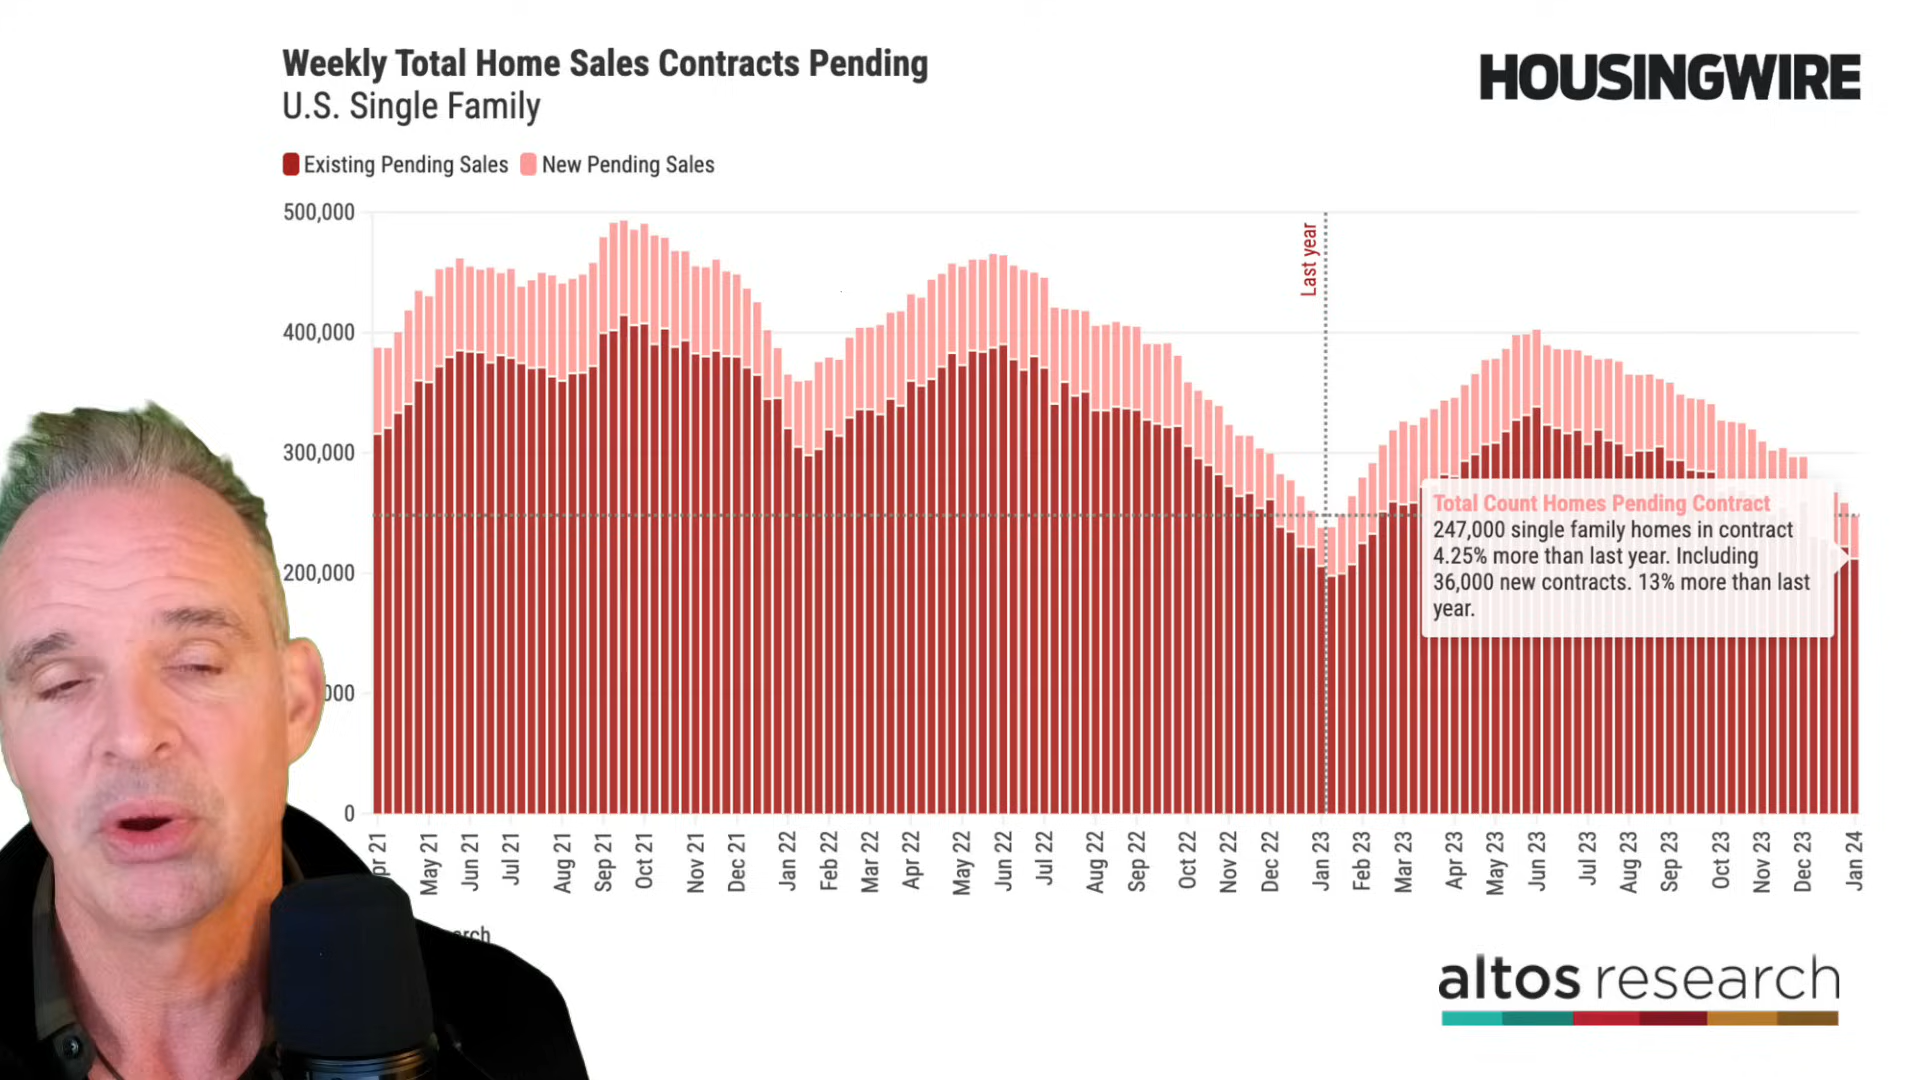 Weekly Total Home Sales Contracts Pending
HOUSINGWIRE
U.S. Single Family
Existing Pending Sales New Pending Sales
500,000
400,000
300,000
200,000
0
Last year
Total Count Homes Pending Contract
247,000 single family homes in contract
4.25% more than last year. Including
36,000 new contracts. 13% more than last
year.
May 21 Jun 21 Jul 21 Aug 21 Sep 21 Oct 21 Nov 21 Dec 21 Jan 22 Feb 22 Mar 22 Apr 22 May 22 Jun 22 Jul 22 Aug 22 Sep 22 Oct 22 Nov 22 Dec 22 Jan 23 Feb 23 Mar 23 Apr 23 May 23 Jun 23 Jul 23 Aug 23 Sep 23 Oct 23 Nov 23 Dec 23 Jan 24
altos research